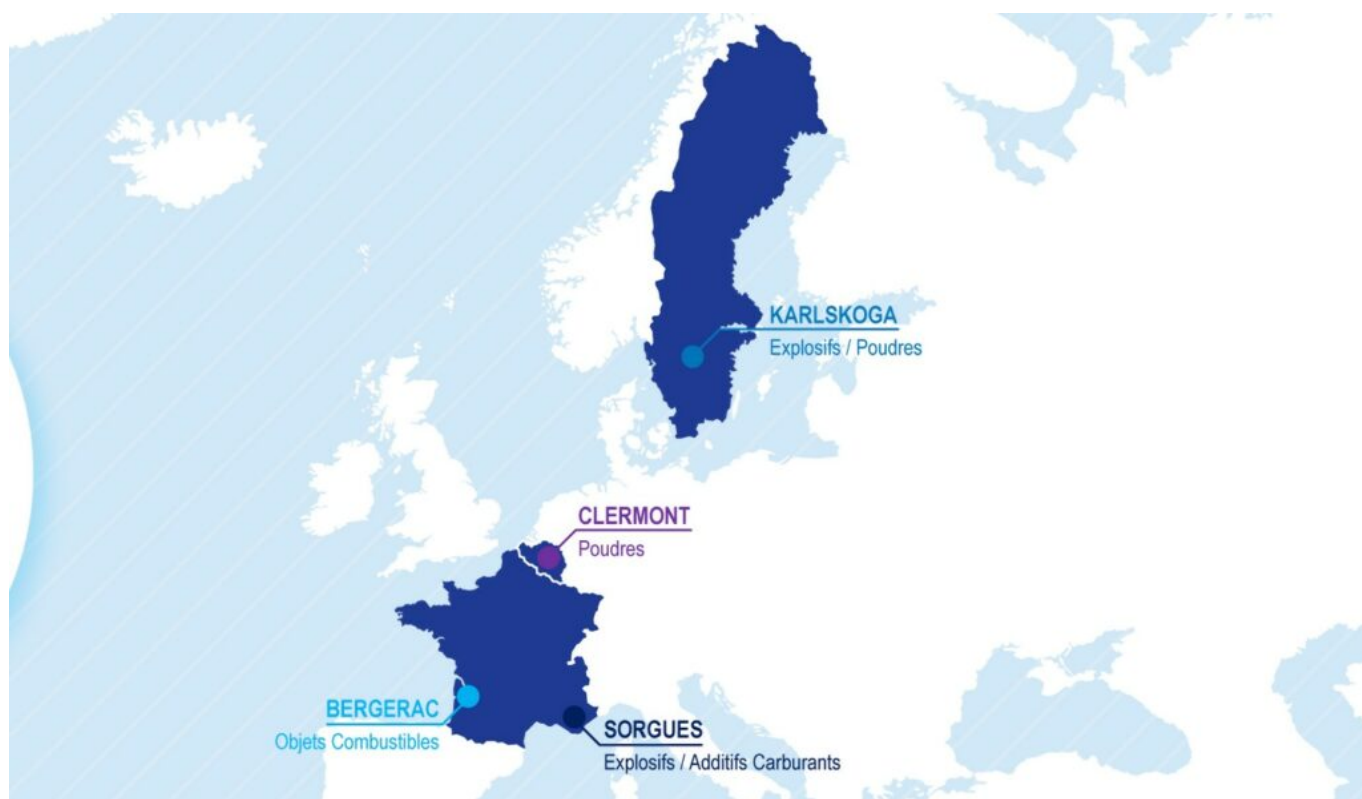 KARLSKOGA
Explosifs / Poudres
CLERMONT
Poudres
BERGERAC
Objets Combustibles
SORGUES
Explosifs / Additifs Carburants